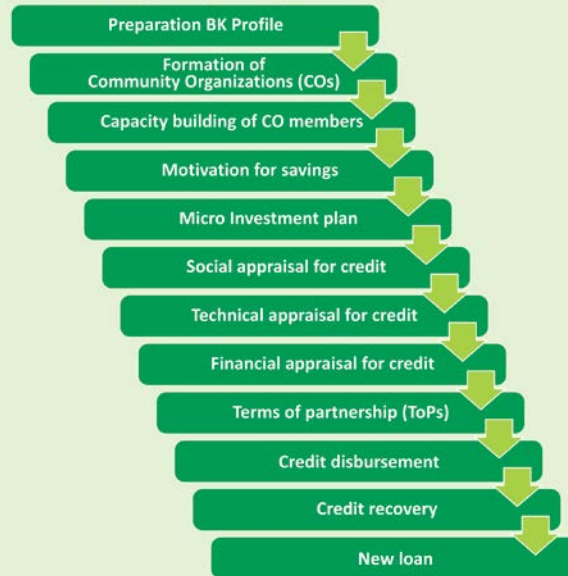 Preparation BK Profile
Formation of
Community Organizations (COs)
Capacity building of CO members
Motivation for savings
Micro Investment plan
Social appraisal for credit
Technical appraisal for credit
Financial appraisal for credit
Terms of partnership (ToPs)
Credit disbursement
Credit recovery
New loan